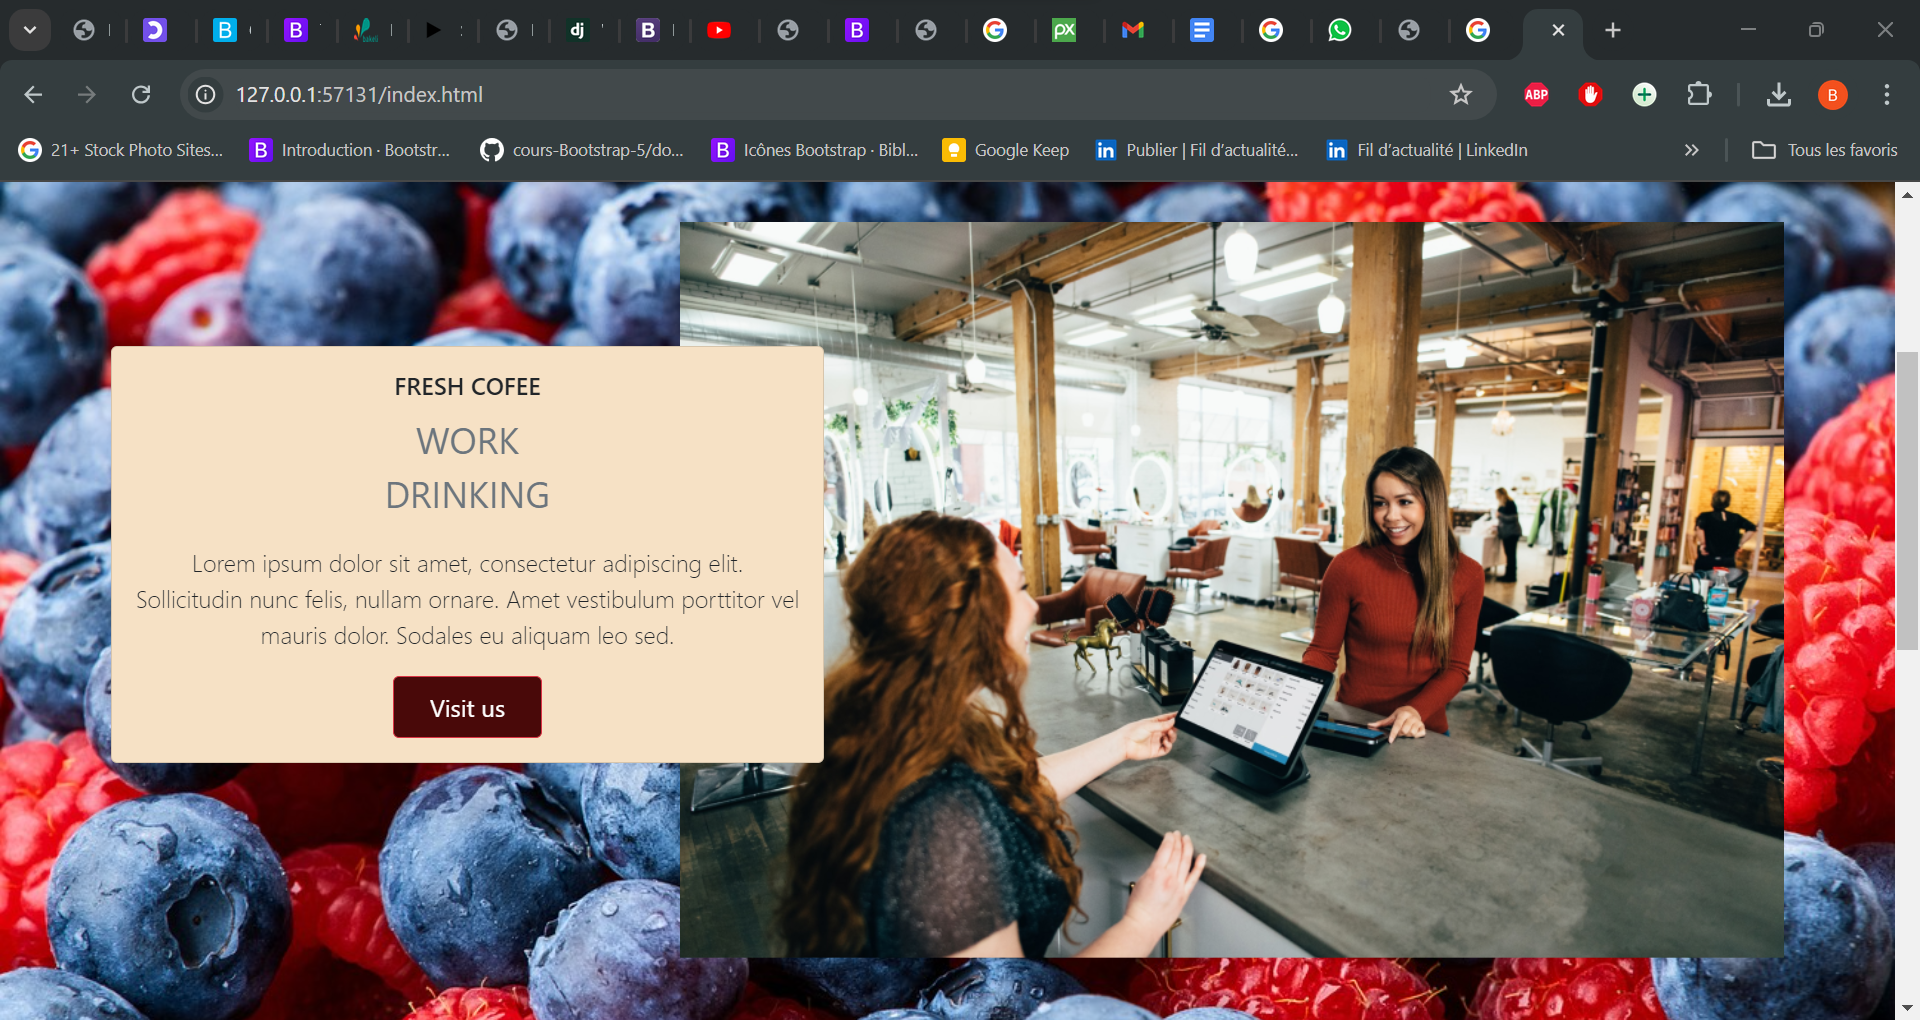 127.0.0.1:57131/index.html
ABP
B
21+ Stock Photo Sites...
Introduction · Bootstr...
cours-Bootstrap-5/do...
Icônes Bootstrap · Bibl...
Google Keep
Publier | Fil d'actualité...
Fil d'actualité | LinkedIn
Tous les favoris
FRESH COFEE
WORK
DRINKING
Lorem ipsum dolor sit amet, consectetur adipiscing elit.
Sollicitudin nunc felis, nullam ornare. Amet vestibulum porttitor vel
mauris dolor. Sodales eu aliquam leo sed.
Visit us